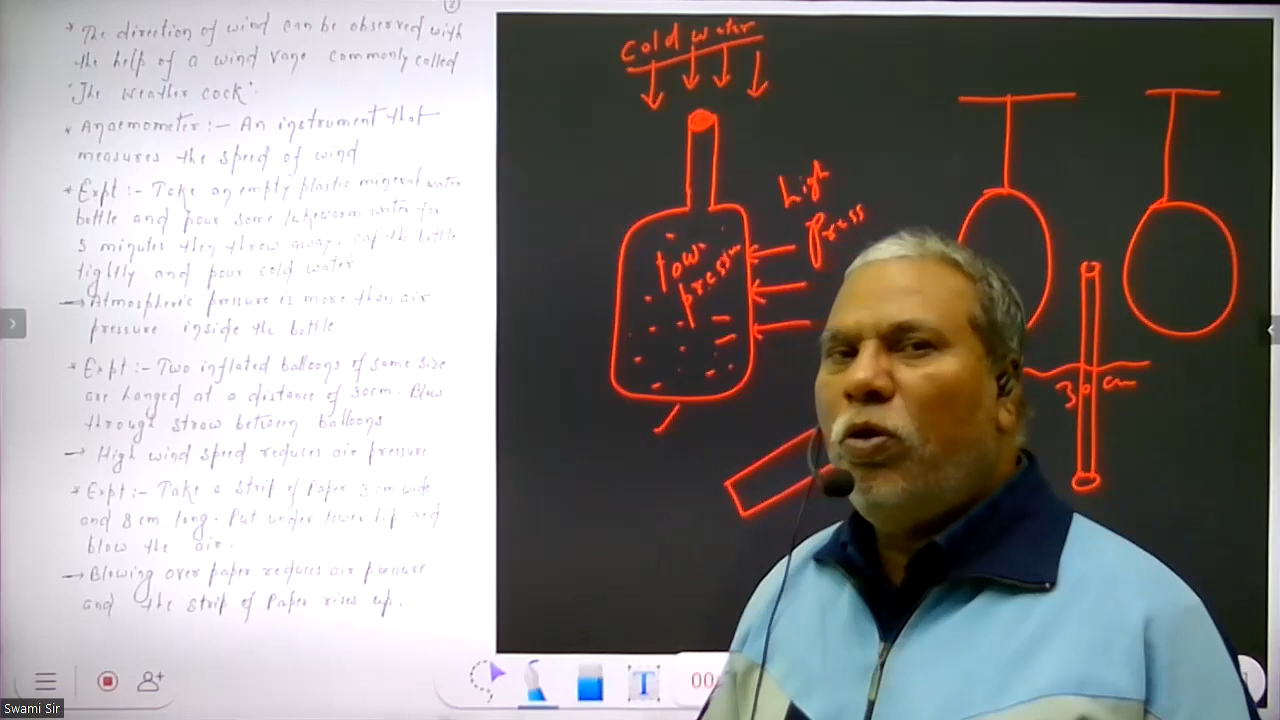 2
* The direction of wind can be observed with
the help of a wind vane commonly called
"The weather cock".
* Anaemometer :- An instrument that
measures the speed of wind
* Expt :- Take an empty plastic mineral water
bottle and pour some lukewarm water for
5 minutes then throw away. Cap the bottle
tightly and pour cold water
→ Atmospheric pressure is more than air
pressure inside the bottle
* Expt :- Two inflated balloons of same size
are hanged at a distance of 30cm. Blow
through straw between balloons
→ High wind speed reduces air pressure
* Expt :- Take a strip of Paper 3cm wide
and 8cm long. Put under lower lip and
blow the air.
→ Blowing over paper reduces air pressure
and the strip of Paper rises up.
Cold water
High
Press
Low
pressure
30 cm
T
00
Swami Sir